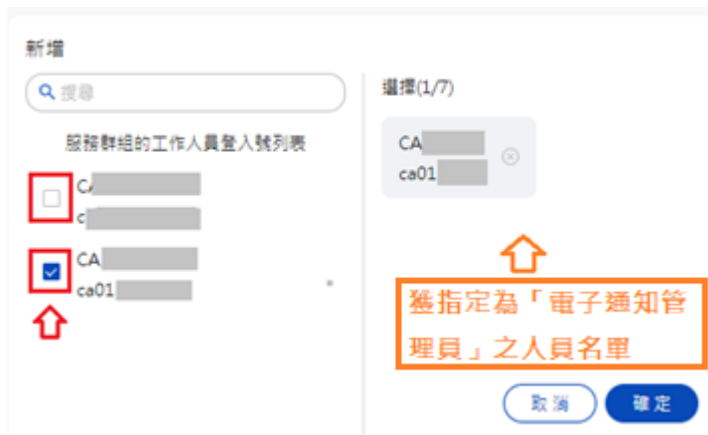 新增
搜尋
服務群組的工作人員登入號列表
CA
ca01
選擇(1/7)
CA
ca01
獲指定為「電子通知管
理員」之人員名單
取消
確定